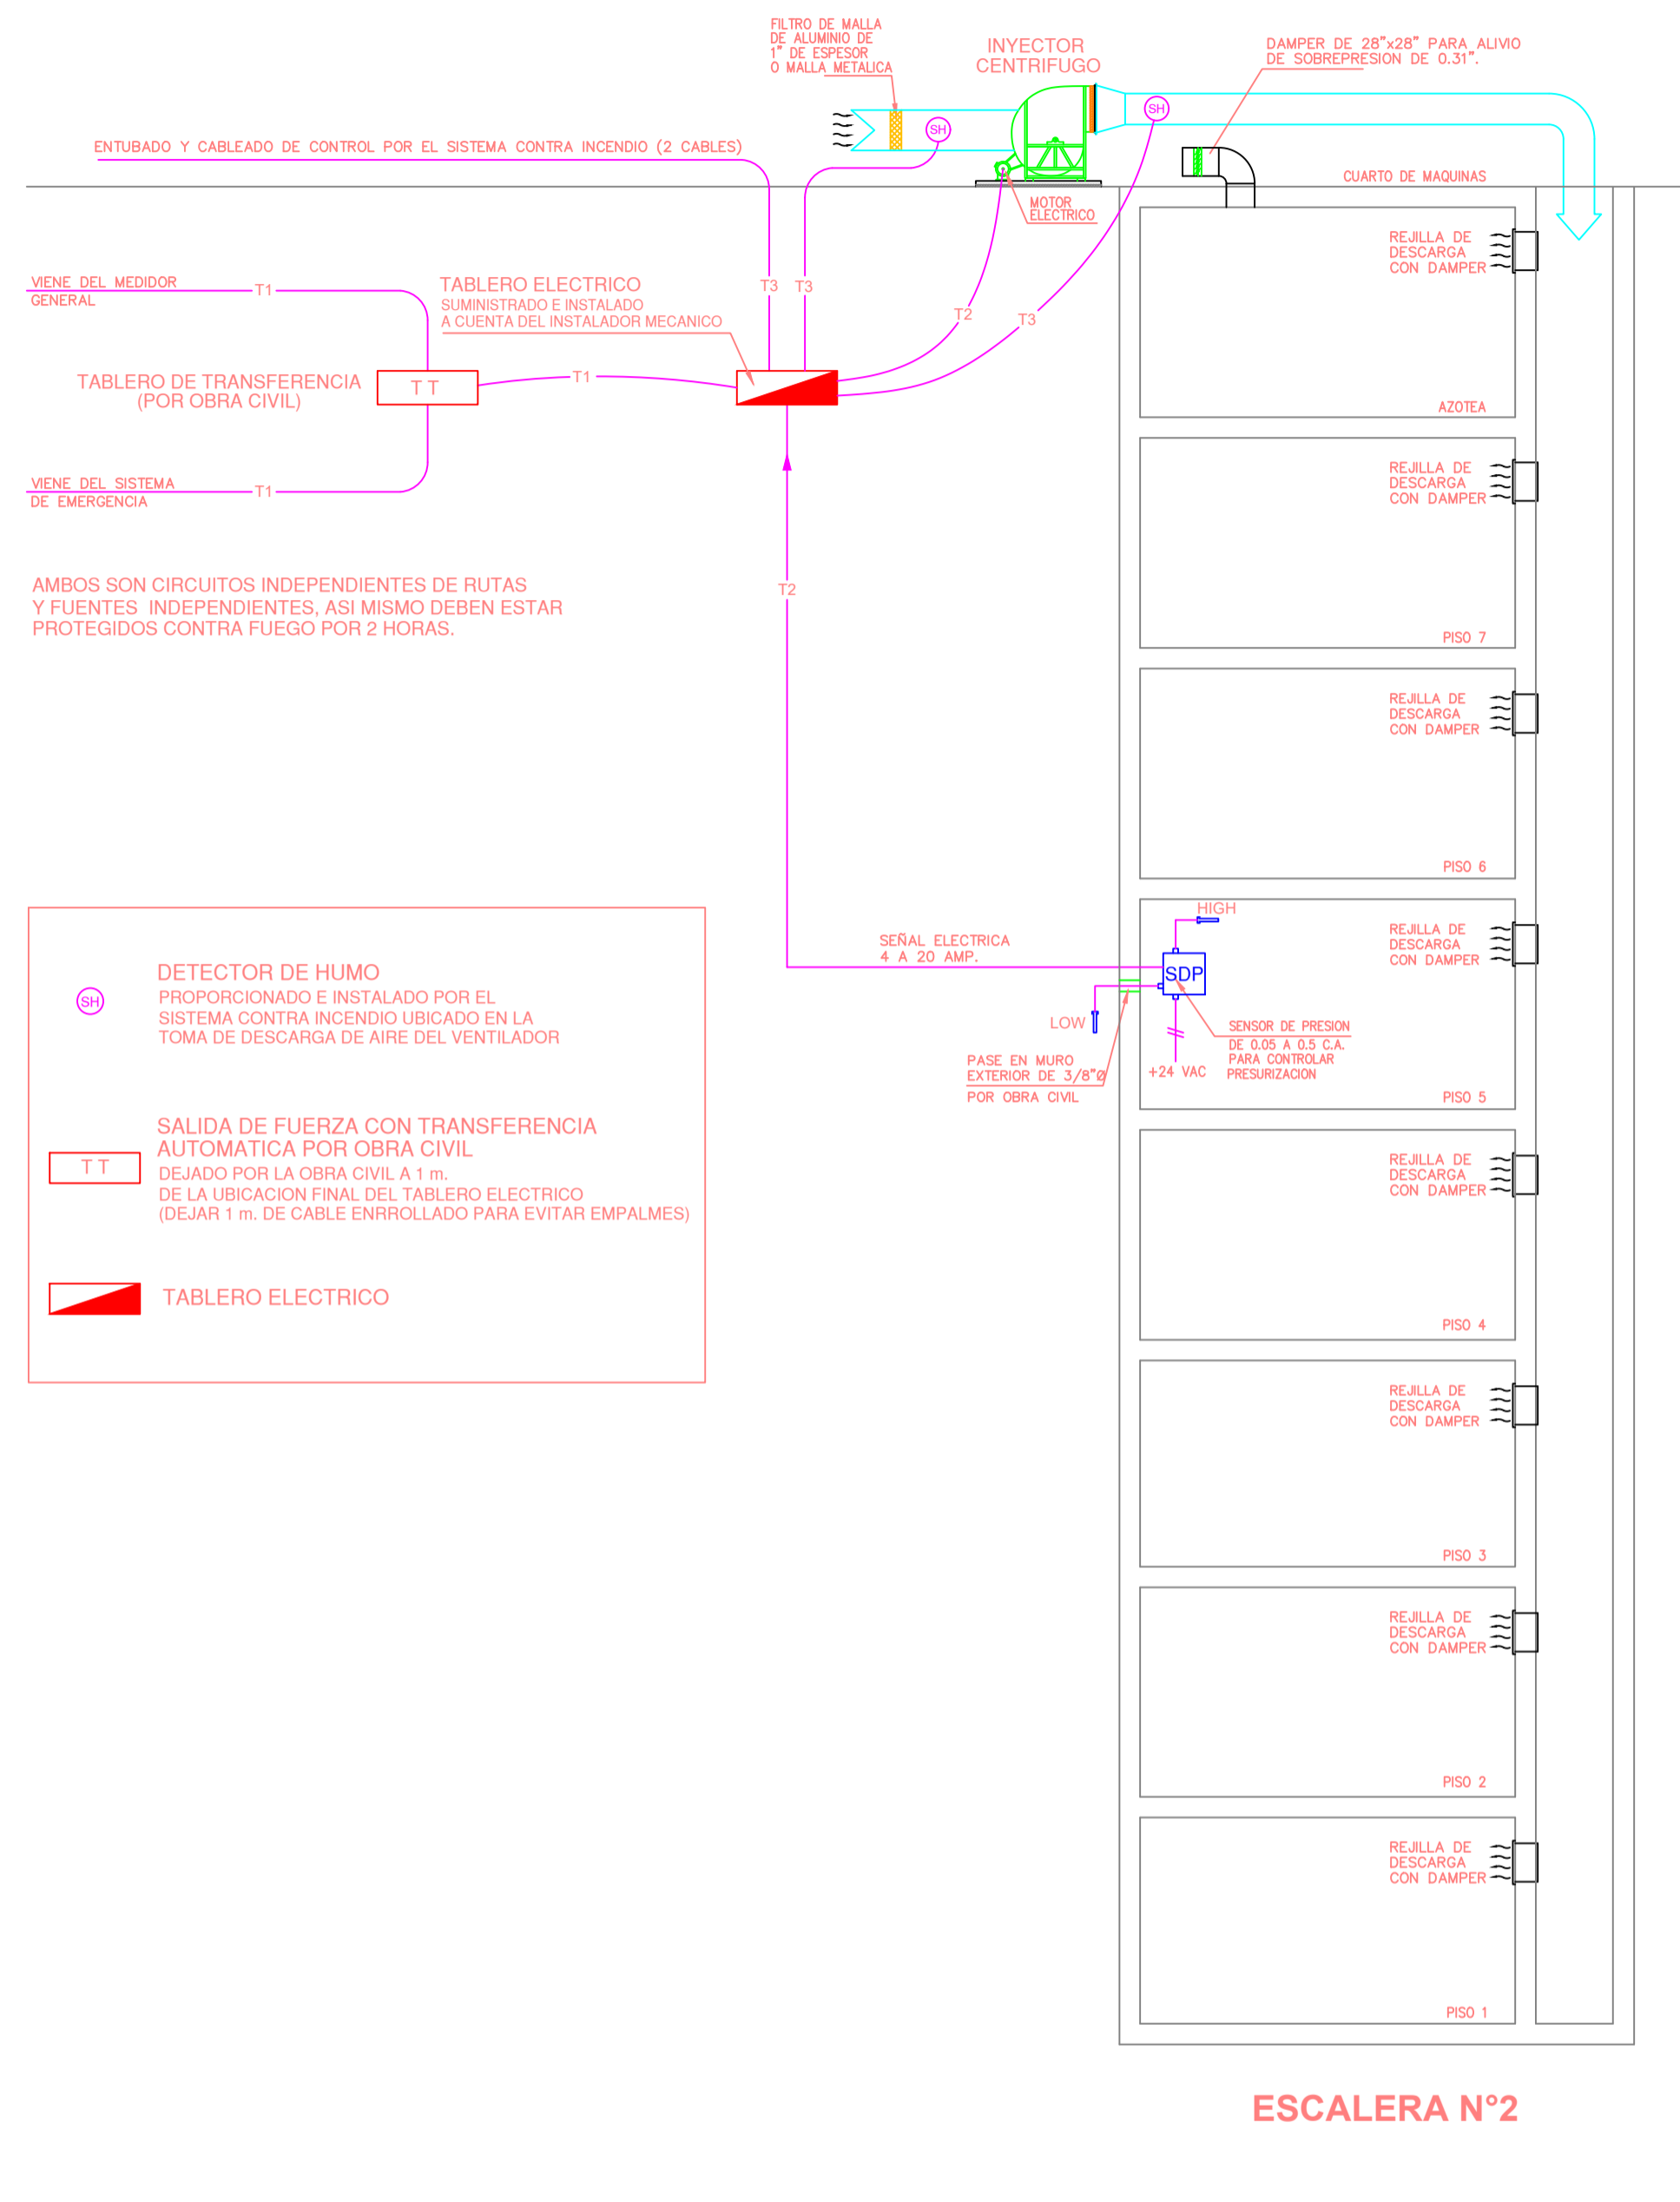 FILTRO DE MALLA
DE ALUMINIO DE
1" DE ESPESOR
O MALLA METALICA
INYECTOR
CENTRIFUGO
DAMPER DE 28"x28" PARA ALIVIO
DE SOBREPRESION DE 0.31".
SH
SH
ENTUBADO Y CABLEADO DE CONTROL POR EL SISTEMA CONTRA INCENDIO (2 CABLES)
CUARTO DE MAQUINAS
MOTOR
ELECTRICO
REJILLA DE
DESCARGA
CON DAMPER
VIENE DEL MEDIDOR
GENERAL
T1
TABLERO ELECTRICO
SUMINISTRADO E INSTALADO
A CUENTA DEL INSTALADOR MECANICO
T3
T3
T2
T3
TABLERO DE TRANSFERENCIA
(POR OBRA CIVIL)
T T
T1
AZOTEA
VIENE DEL SISTEMA
DE EMERGENCIA
T1
REJILLA DE
DESCARGA
CON DAMPER
AMBOS SON CIRCUITOS INDEPENDIENTES DE RUTAS
Y FUENTES INDEPENDIENTES, ASI MISMO DEBEN ESTAR
PROTEGIDOS CONTRA FUEGO POR 2 HORAS.
T2
PISO 7
REJILLA DE
DESCARGA
CON DAMPER
PISO 6
HIGH
REJILLA DE
DESCARGA
CON DAMPER
SEÑAL ELECTRICA
4 A 20 AMP.
SDP
LOW
SENSOR DE PRESION
DE 0.05 A 0.5 C.A.
PARA CONTROLAR
PRESURIZACION
PASE EN MURO
EXTERIOR DE 3/8"Ø
POR OBRA CIVIL
+24 VAC
PISO 5
SH
DETECTOR DE HUMO
PROPORCIONADO E INSTALADO POR EL
SISTEMA CONTRA INCENDIO UBICADO EN LA
TOMA DE DESCARGA DE AIRE DEL VENTILADOR
T T
SALIDA DE FUERZA CON TRANSFERENCIA
AUTOMATICA POR OBRA CIVIL
DEJADO POR LA OBRA CIVIL A 1 m.
DE LA UBICACION FINAL DEL TABLERO ELECTRICO
(DEJAR 1 m. DE CABLE ENRROLLADO PARA EVITAR EMPALMES)
TABLERO ELECTRICO
REJILLA DE
DESCARGA
CON DAMPER
PISO 4
REJILLA DE
DESCARGA
CON DAMPER
PISO 3
REJILLA DE
DESCARGA
CON DAMPER
PISO 2
REJILLA DE
DESCARGA
CON DAMPER
PISO 1
ESCALERA N°2